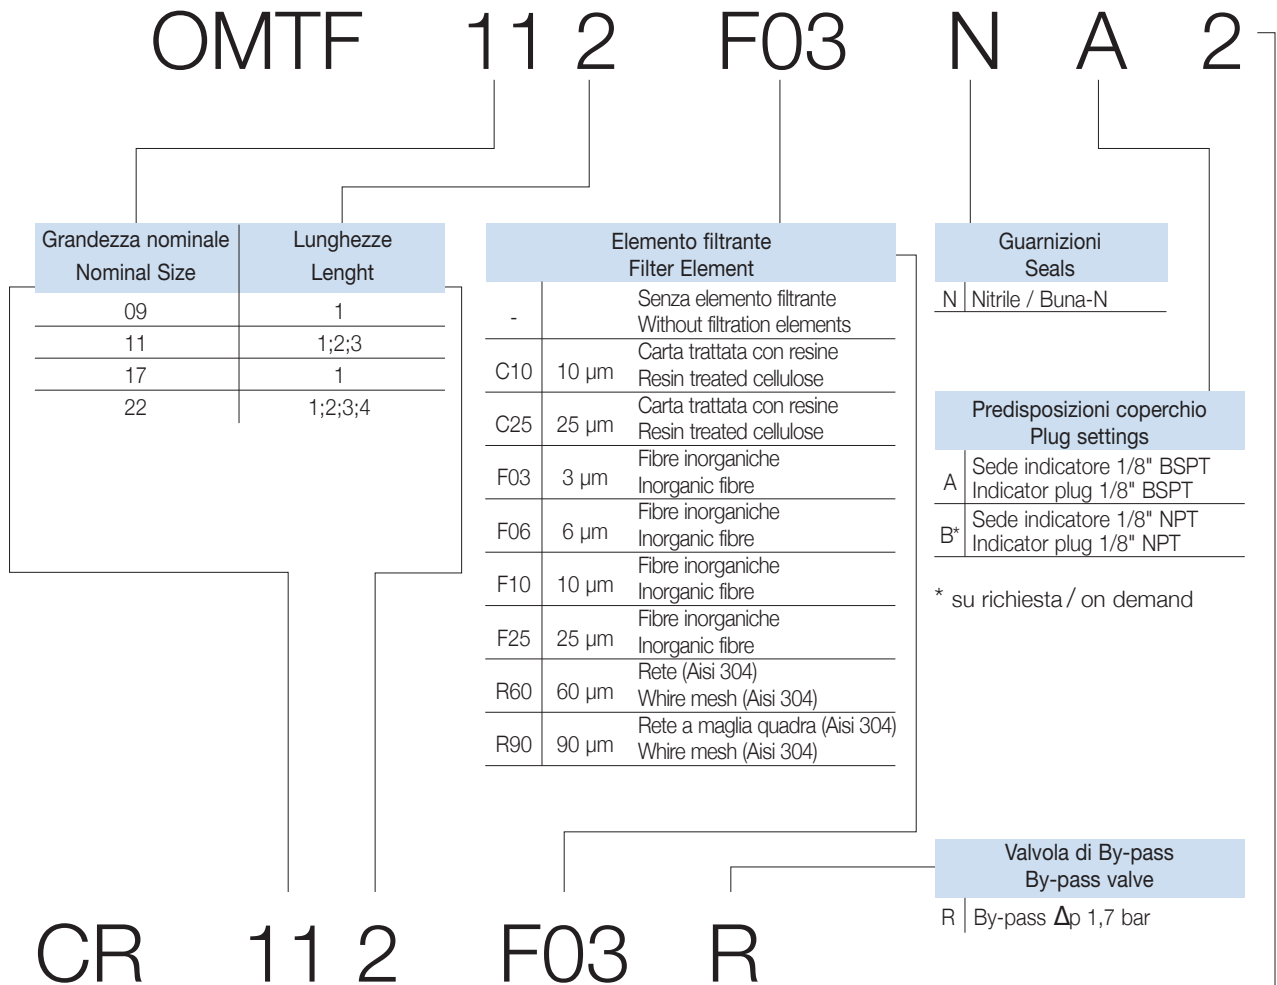 OMTF 11 2 F03 N A 2
Grandezza nominale
Nominal Size
Lunghezze
Lenght
09 1
11 1;2;3
17 1
22 1;2;3;4
Elemento filtrante
Filter Element
- Senza elemento filtrante
Without filtration elements
C10 10 µm Carta trattata con resine
Resin treated cellulose
C25 25 µm Carta trattata con resine
Resin treated cellulose
F03 3 µm Fibre inorganiche
Inorganic fibre
F06 6 µm Fibre inorganiche
Inorganic fibre
F10 10 µm Fibre inorganiche
Inorganic fibre
F25 25 µm Fibre inorganiche
Inorganic fibre
R60 60 µm Rete (Aisi 304)
Whire mesh (Aisi 304)
R90 90 µm Rete a maglia quadra (Aisi 304)
Whire mesh (Aisi 304)
Guarnizioni
Seals
N Nitrile / Buna-N
Predisposizioni coperchio
Plug settings
A Sede indicatore 1/8" BSPT
Indicator plug 1/8" BSPT
B* Sede indicatore 1/8" NPT
Indicator plug 1/8" NPT
* su richiesta / on demand
Valvola di By-pass
By-pass valve
R By-pass Δp 1,7 bar
CR 11 2 F03 R